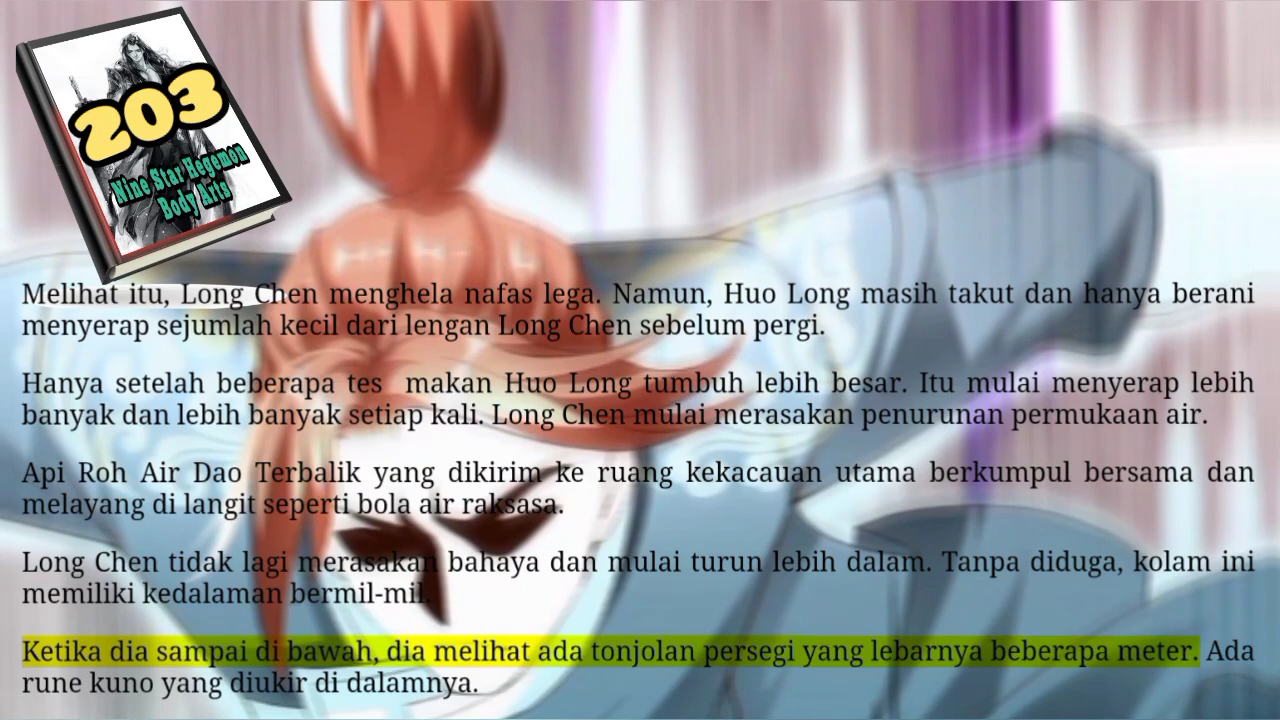 203
Nine Star Hegemon
Body Arts
Melihat itu, Long Chen menghela nafas lega. Namun, Huo Long masih takut dan hanya berani
menyerap sejumlah kecil dari lengan Long Chen sebelum pergi.
Hanya setelah beberapa tes makan Huo Long tumbuh lebih besar. Itu mulai menyerap lebih
banyak dan lebih banyak setiap kali. Long Chen mulai merasakan penurunan permukaan air.
Api Roh Air Dao Terbalik yang dikirim ke ruang kekacauan utama berkumpul bersama dan
melayang di langit seperti bola air raksasa.
Long Chen tidak lagi merasakan bahaya dan mulai turun lebih dalam. Tanpa diduga, kolam ini
memiliki kedalaman bermil-mil.
Ketika dia sampai di bawah, dia melihat ada tonjolan persegi yang lebarnya beberapa meter. Ada
rune kuno yang diukir di dalamnya.